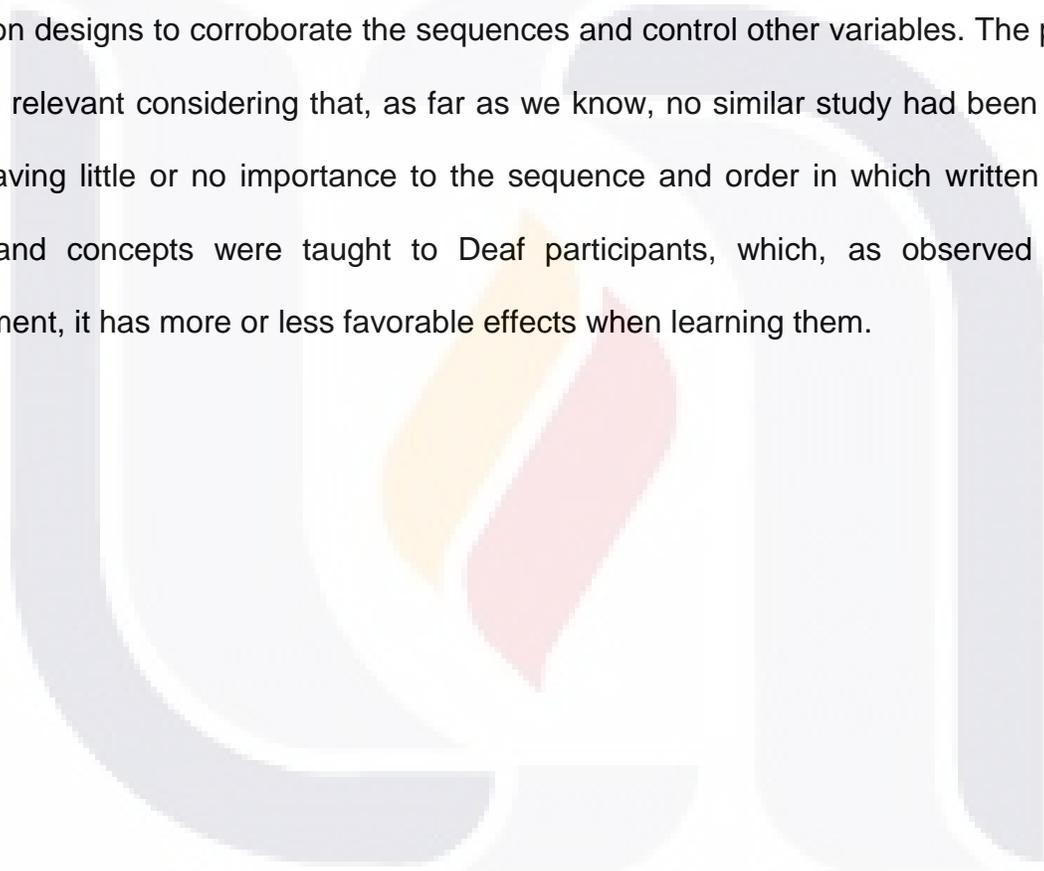 on designs to corroborate the sequences and control other variables. The
relevant considering that, as far as we know, no similar study had been
aving little or no importance to the sequence and order in which written
and concepts were taught to Deaf participants, which, as observed
ment, it has more or less favorable effects when learning them.